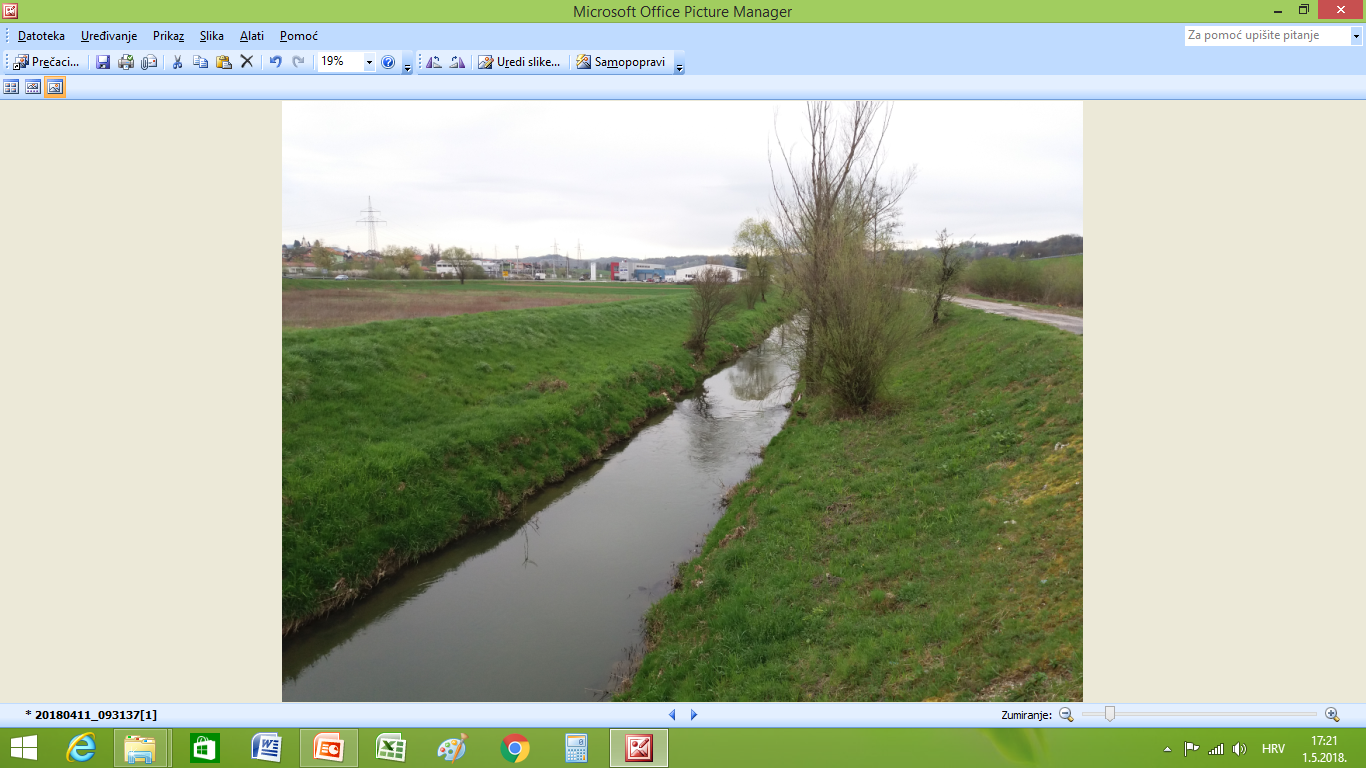 Microsoft Office Picture Manager
Datoteka Uređivanje Prikaz Slika Alati Pomoć
Za pomoć upišite pitanje
Prečaci... 19% Uredi slike... Samopopravi
* 20180411_093137[1]
Zumiranje:
HRV
17:21
1.5.2018.